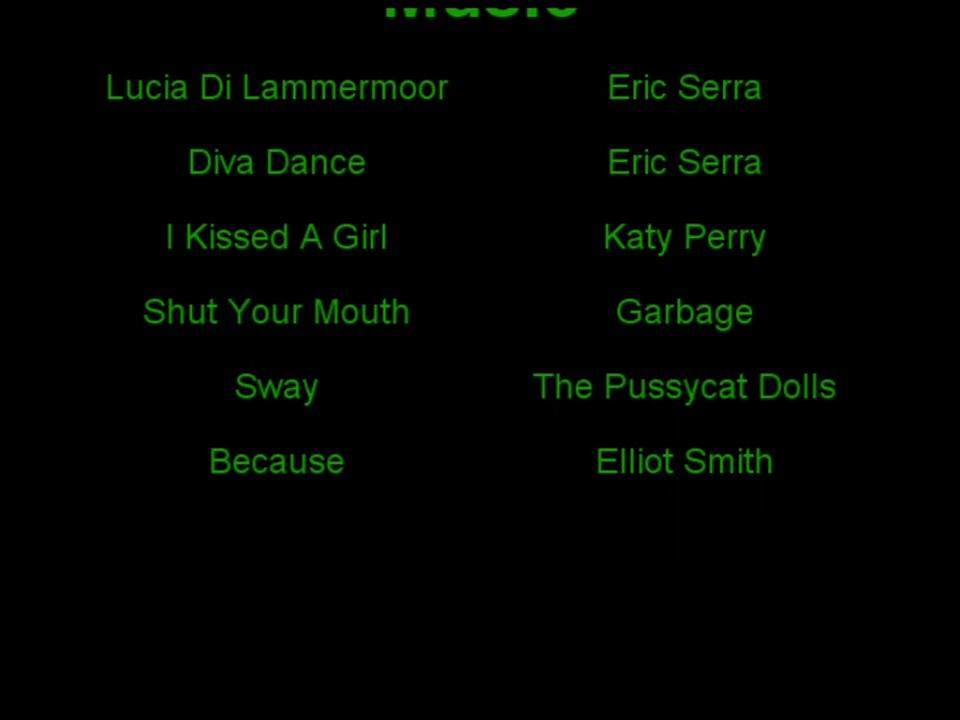 Music
Lucia Di Lammermoor Eric Serra
Diva Dance Eric Serra
I Kissed A Girl Katy Perry
Shut Your Mouth Garbage
Sway The Pussycat Dolls
Because Elliot Smith